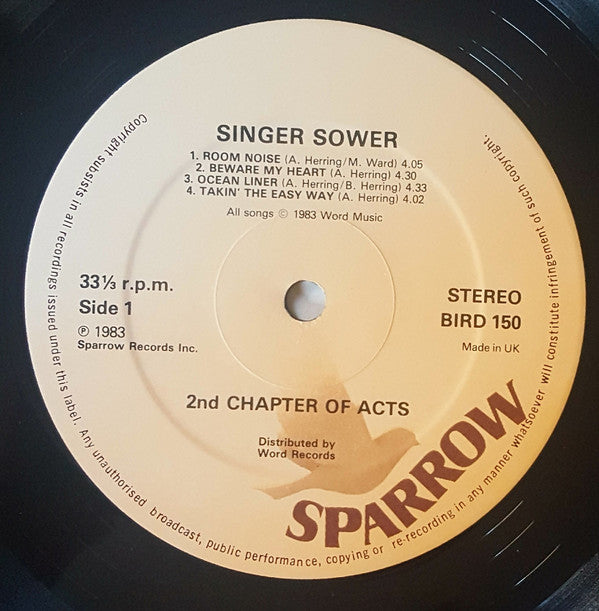 SINGER SOWER
1. ROOM NOISE (A. Herring/M. Ward) 4.05
2. BEWARE MY HEART (A. Herring) 4.30
3. OCEAN LINER (A. Herring/B. Herring) 4.33
4. TAKIN' THE EASY WAY (A. Herring) 4.02
All songs © 1983 Word Music
33⅓ r.p.m.
Side 1
℗ 1983
Sparrow Records Inc.
STEREO
BIRD 150
Made in UK
2nd CHAPTER OF ACTS
Distributed by
Word Records
SPARROW
Copyright subsists in all recordings issued under this label. Any unauthorised broadcast, public performance, copying or re-recording in any manner whatsoever will constitute infringement of such copyright.